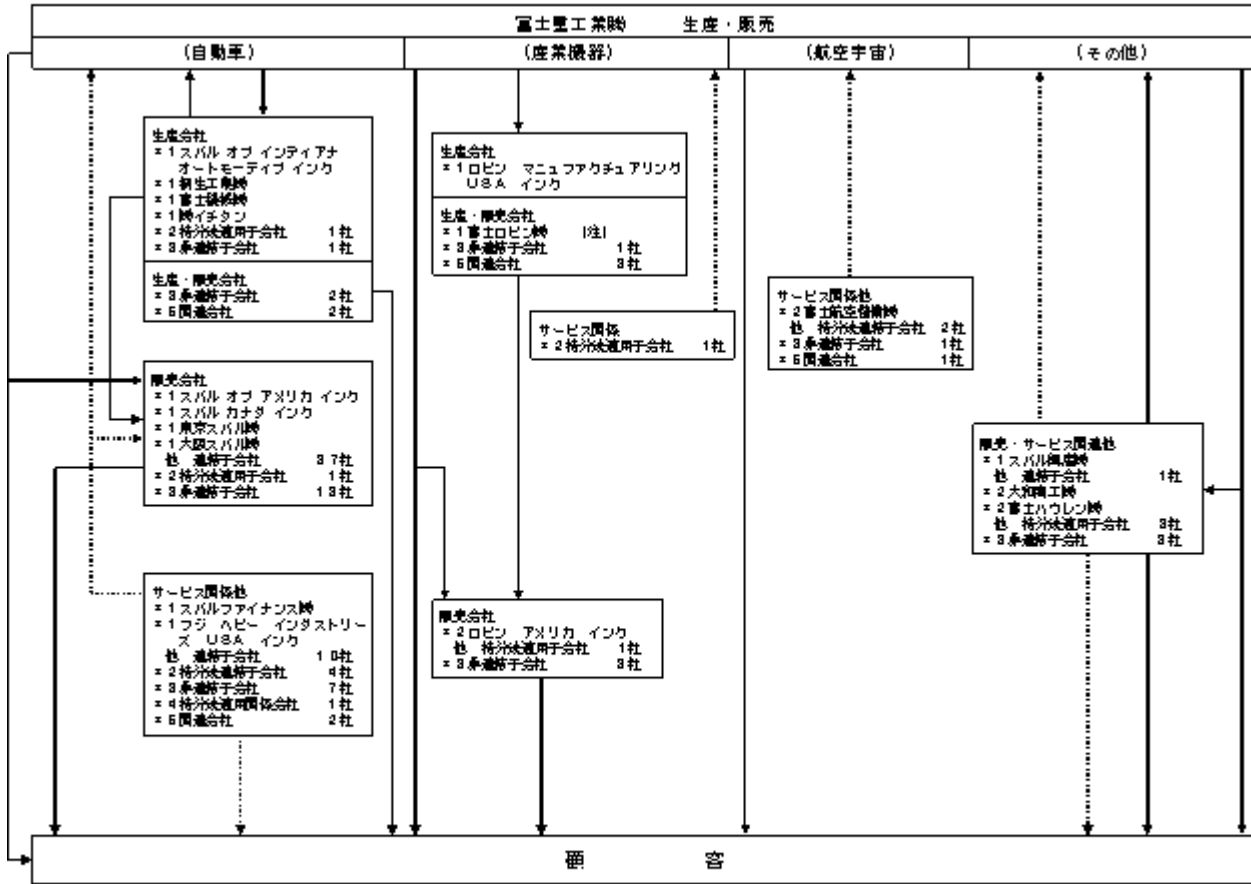 富士重工業㈱　　生産・販売
(自動車)
(産業機器)
(航空宇宙)
(その他)
生産会社
＊1スバル オブ インディアナ
オートモーティブ インク
＊1桐生工業㈱
＊1富士機械㈱
＊1㈱イチタン
＊2持分法適用子会社　1社
＊3非連結子会社　1社
生産・販売会社
＊3非連結子会社　2社
＊5関連会社　2社
販売会社
＊1スバル オブ アメリカ インク
＊1スバル カナダ インク
＊1東京スバル㈱
＊1大阪スバル㈱
他　連結子会社　37社
＊2持分法適用子会社　1社
＊3非連結子会社　13社
サービス関係他
＊1スバルファイナンス㈱
＊1フジ ヘビー インダストリー
ズ USA インク
他　連結子会社　10社
＊2持分法連結子会社　4社
＊3非連結子会社　7社
＊4持分法適用関係会社　1社
＊5関連会社　2社
生産会社
＊1ロビン マニュファクチュアリング
USA インク
生産・販売会社
＊1富士ロビン㈱　(注)
＊3非連結子会社　1社
＊5関連会社　3社
サービス関係
＊2持分法適用子会社　1社
販売会社
＊2ロビン アメリカ インク
他　持分法適用子会社　1社
＊3非連結子会社　3社
サービス関係他
＊2富士航空整備㈱
他　持分法連結子会社　2社
＊3非連結子会社　1社
＊5関連会社　1社
販売・サービス関連他
＊1スバル興産㈱
他　連結子会社　1社
＊2大和商工㈱
＊2富士ハウレン㈱
他　持分法適用子会社　3社
＊3非連結子会社　3社
顧　　　客